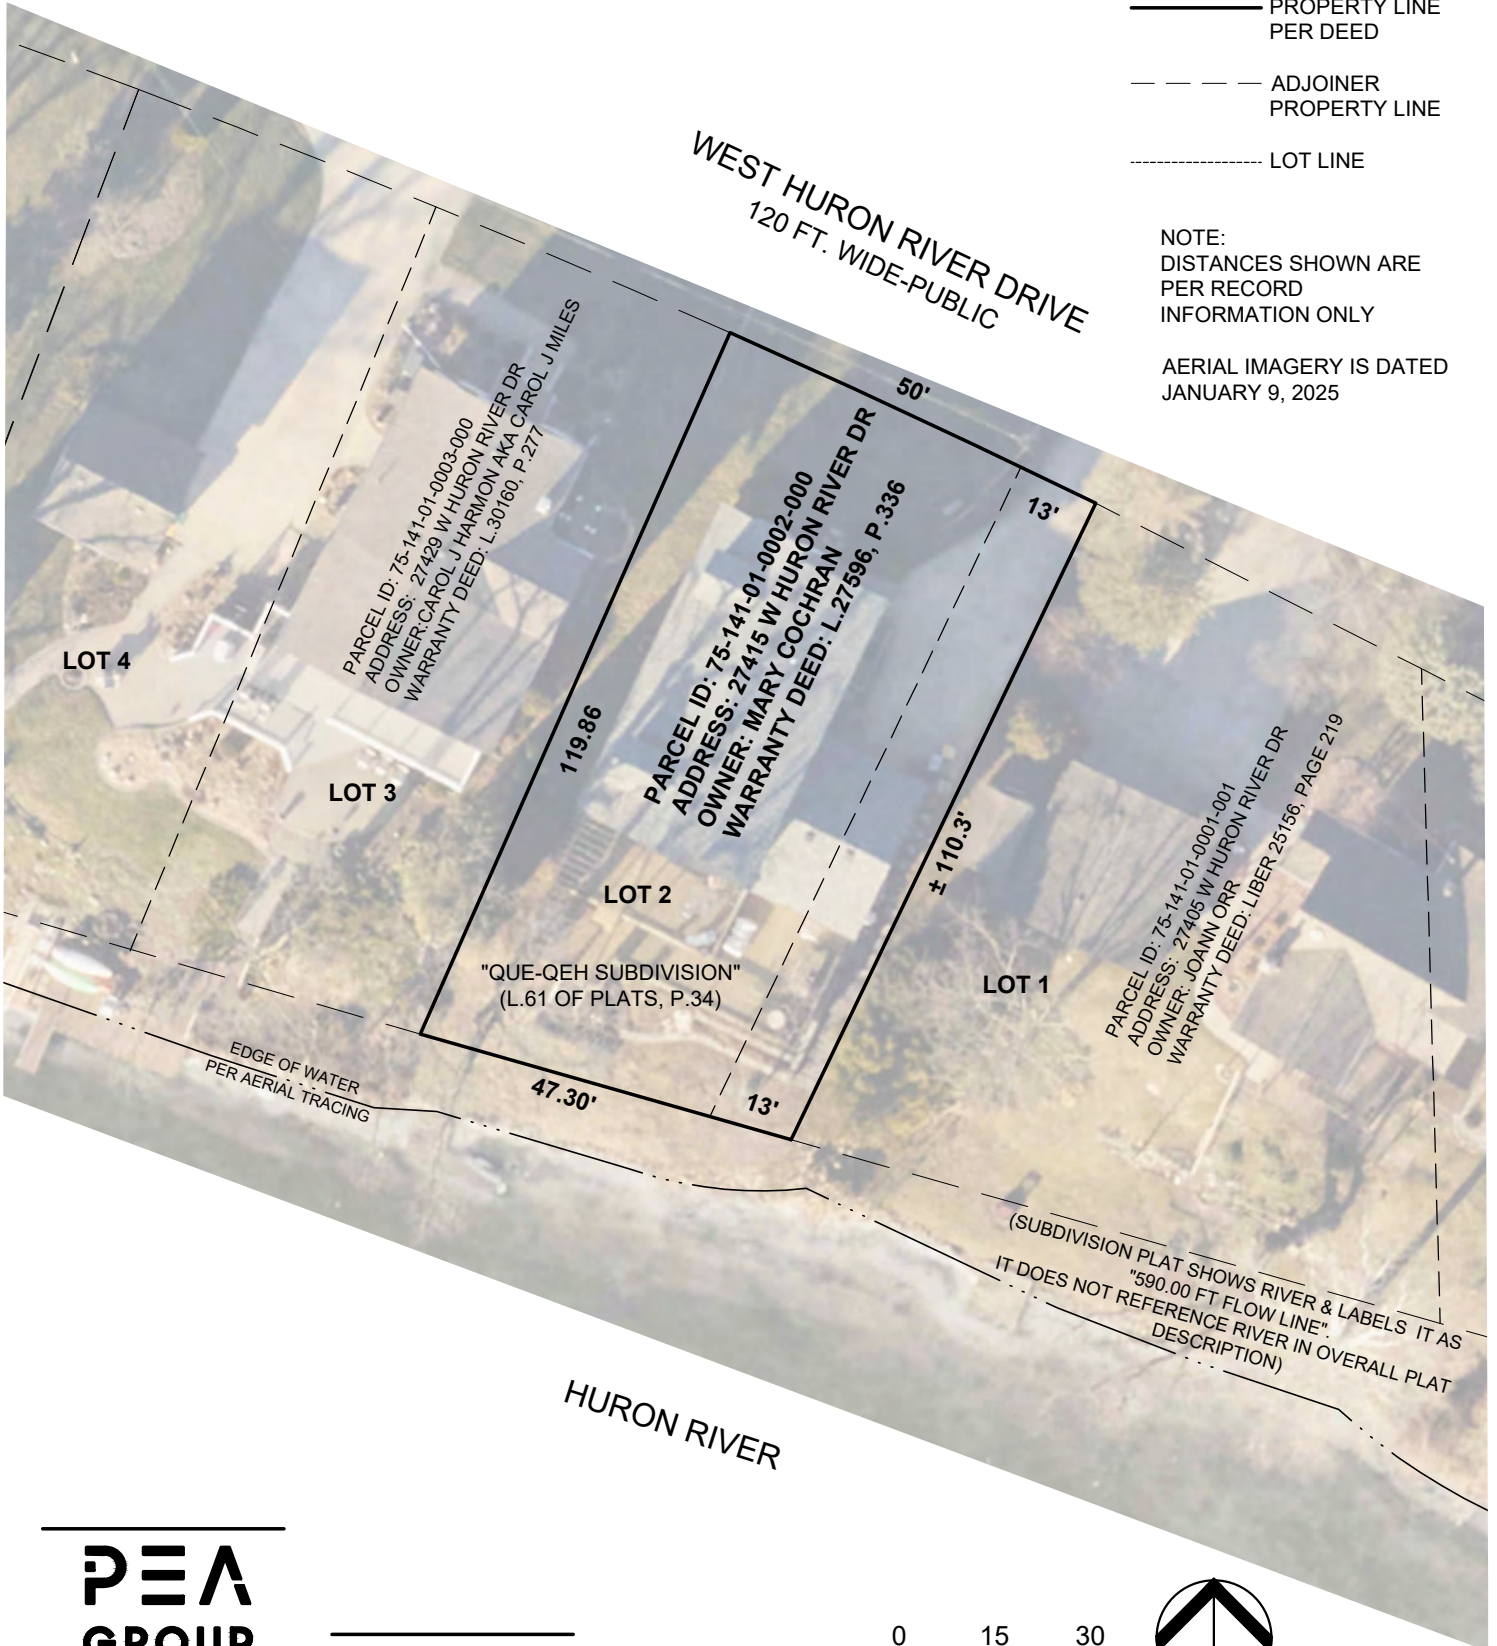 PROPERTY LINE
PER DEED
ADJOINER
PROPERTY LINE
LOT LINE
NOTE:
DISTANCES SHOWN ARE
PER RECORD
INFORMATION ONLY
AERIAL IMAGERY IS DATED
JANUARY 9, 2025
WEST HURON RIVER DRIVE
120 FT. WIDE-PUBLIC
50'
13'
PARCEL ID: 75-141-01-0003-000
ADDRESS: 27429 W HURON RIVER DR
OWNER:CAROL J HARMON AKA CAROL J MILES
WARRANTY DEED: L.30160, P.277
PARCEL ID: 75-141-01-0002-000
ADDRESS: 27415 W HURON RIVER DR
OWNER: MARY COCHRAN
WARRANTY DEED: L.27596, P.336
LOT 4
119.86
LOT 3
± 110.3'
PARCEL ID: 75-141-01-0001-001
ADDRESS: 27405 W HURON RIVER DR
OWNER: JOANN ORR
WARRANTY DEED: LIBER 25156, PAGE 219
LOT 2
"QUE-QEH SUBDIVISION"
(L.61 OF PLATS, P.34)
LOT 1
EDGE OF WATER
PER AERIAL TRACING
47.30'
13'
(SUBDIVISION PLAT SHOWS RIVER & LABELS IT AS
"590.00 FT FLOW LINE".
IT DOES NOT REFERENCE RIVER IN OVERALL PLAT
DESCRIPTION)
HURON RIVER
PEA
GROUP
0 15 30